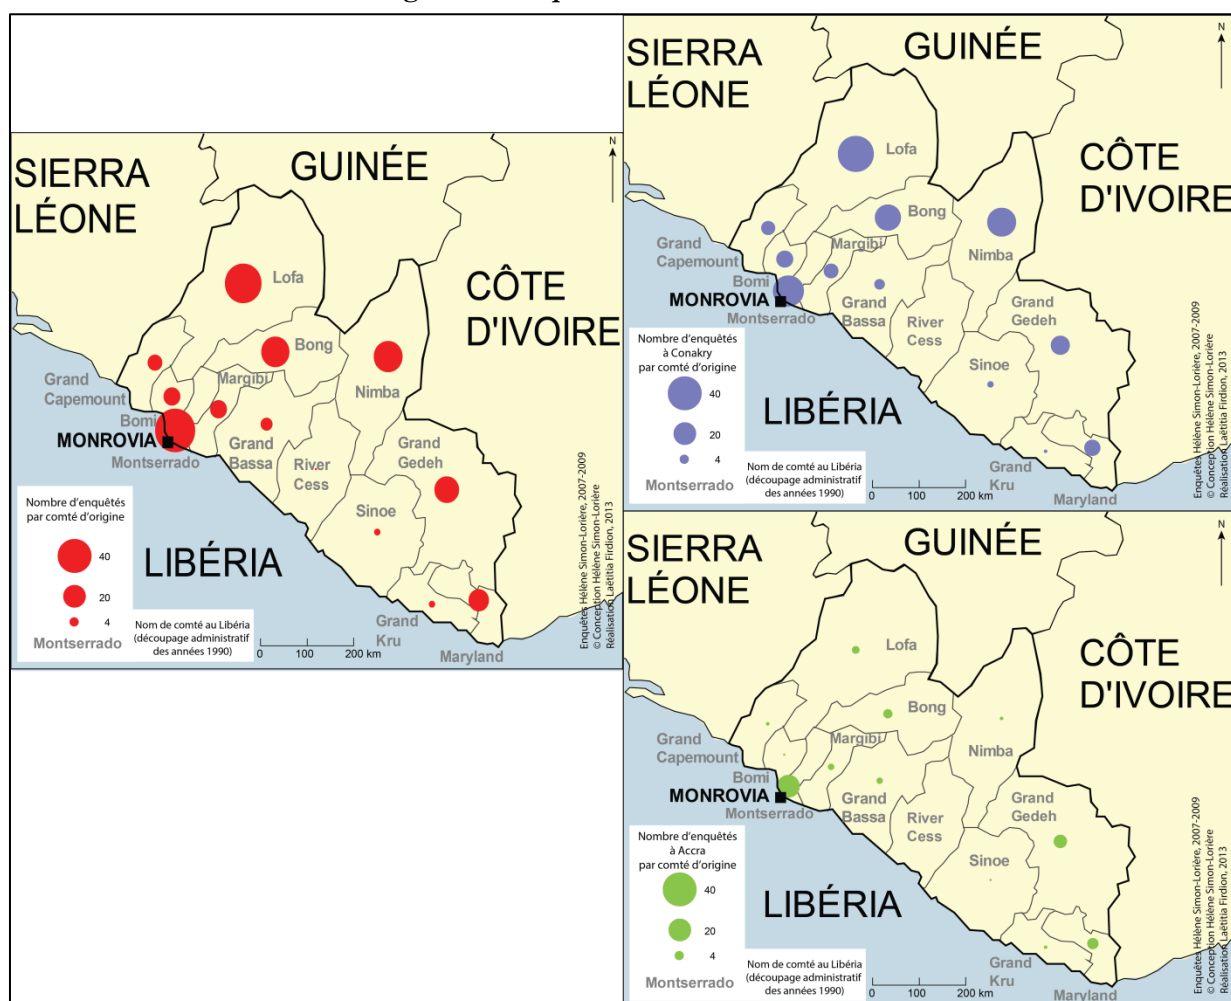 SIERRA
LÉONE
GUINÉE
N
CÔTE
D'IVOIRE
Lofa
Bong
Nimba
Margibi
Grand
Capemount
Bomi
MONROVIA
Montserrado
Grand
Bassa
River
Cess
Grand
Gedeh
Sinoe
LIBÉRIA
Grand
Kru
Maryland
Nombre d'enquêtés
par comté d'origine
40
20
4
Montserrado
Nom de comté au Libéria
(découpage administratif
des années 1990)
0 100 200 km
Enquêtes Hélène Simon-Lorière, 2007-2009
© Conception Hélène Simon-Lorière
Réalisation Laëtitia Firdion, 2013
SIERRA
LÉONE
GUINÉE
N
CÔTE
D'IVOIRE
Lofa
Bong
Nimba
Margibi
Grand
Capemount
Bomi
MONROVIA
Montserrado
Grand
Bassa
River
Cess
Grand
Gedeh
Sinoe
LIBÉRIA
Grand
Kru
Maryland
Nombre d'enquêtés
à Conakry
par comté d'origine
40
20
4
Montserrado
Nom de comté au Libéria
(découpage administratif
des années 1990)
0 100 200 km
Enquêtes Hélène Simon-Lorière, 2007-2009
© Conception Hélène Simon-Lorière
Réalisation Laëtitia Firdion, 2013
SIERRA
LÉONE
GUINÉE
N
CÔTE
D'IVOIRE
Lofa
Bong
Nimba
Margibi
Grand
Capemount
Bomi
MONROVIA
Montserrado
Grand
Bassa
River
Cess
Grand
Gedeh
Sinoe
LIBÉRIA
Grand
Kru
Maryland
Nombre d'enquêtés
à Accra
par comté d'origine
40
20
4
Montserrado
Nom de comté au Libéria
(découpage administratif
des années 1990)
0 100 200 km
Enquêtes Hélène Simon-Lorière, 2007-2009
© Conception Hélène Simon-Lorière
Réalisation Laëtitia Firdion, 2013